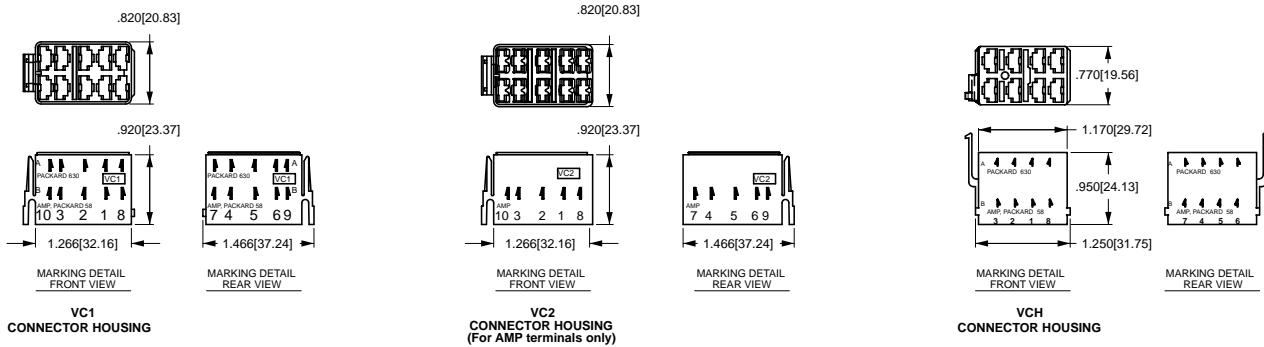 .820[20.83]
.920[23.37]
A
PACKARD 630
VC1
B
AMP, PACKARD 58
10 3 2 1 8
1.266[32.16]
MARKING DETAIL
FRONT VIEW
A
PACKARD 630
VC1
B
AMP, PACKARD 58
7 4 5 6 9
1.466[37.24]
MARKING DETAIL
REAR VIEW
VC1
CONNECTOR HOUSING
.820[20.83]
.920[23.37]
VC2
AMP
10 3 2 1 8
1.266[32.16]
MARKING DETAIL
FRONT VIEW
VC2
AMP
7 4 5 6 9
1.466[37.24]
MARKING DETAIL
REAR VIEW
VC2
CONNECTOR HOUSING
(For AMP terminals only)
.770[19.56]
1.170[29.72]
A
PACKARD 630
.950[24.13]
B
AMP, PACKARD 58
3 2 1 8
1.250[31.75]
MARKING DETAIL
FRONT VIEW
A
PACKARD 630
B
AMP, PACKARD 58
7 4 5 6
MARKING DETAIL
REAR VIEW
VCH
CONNECTOR HOUSING